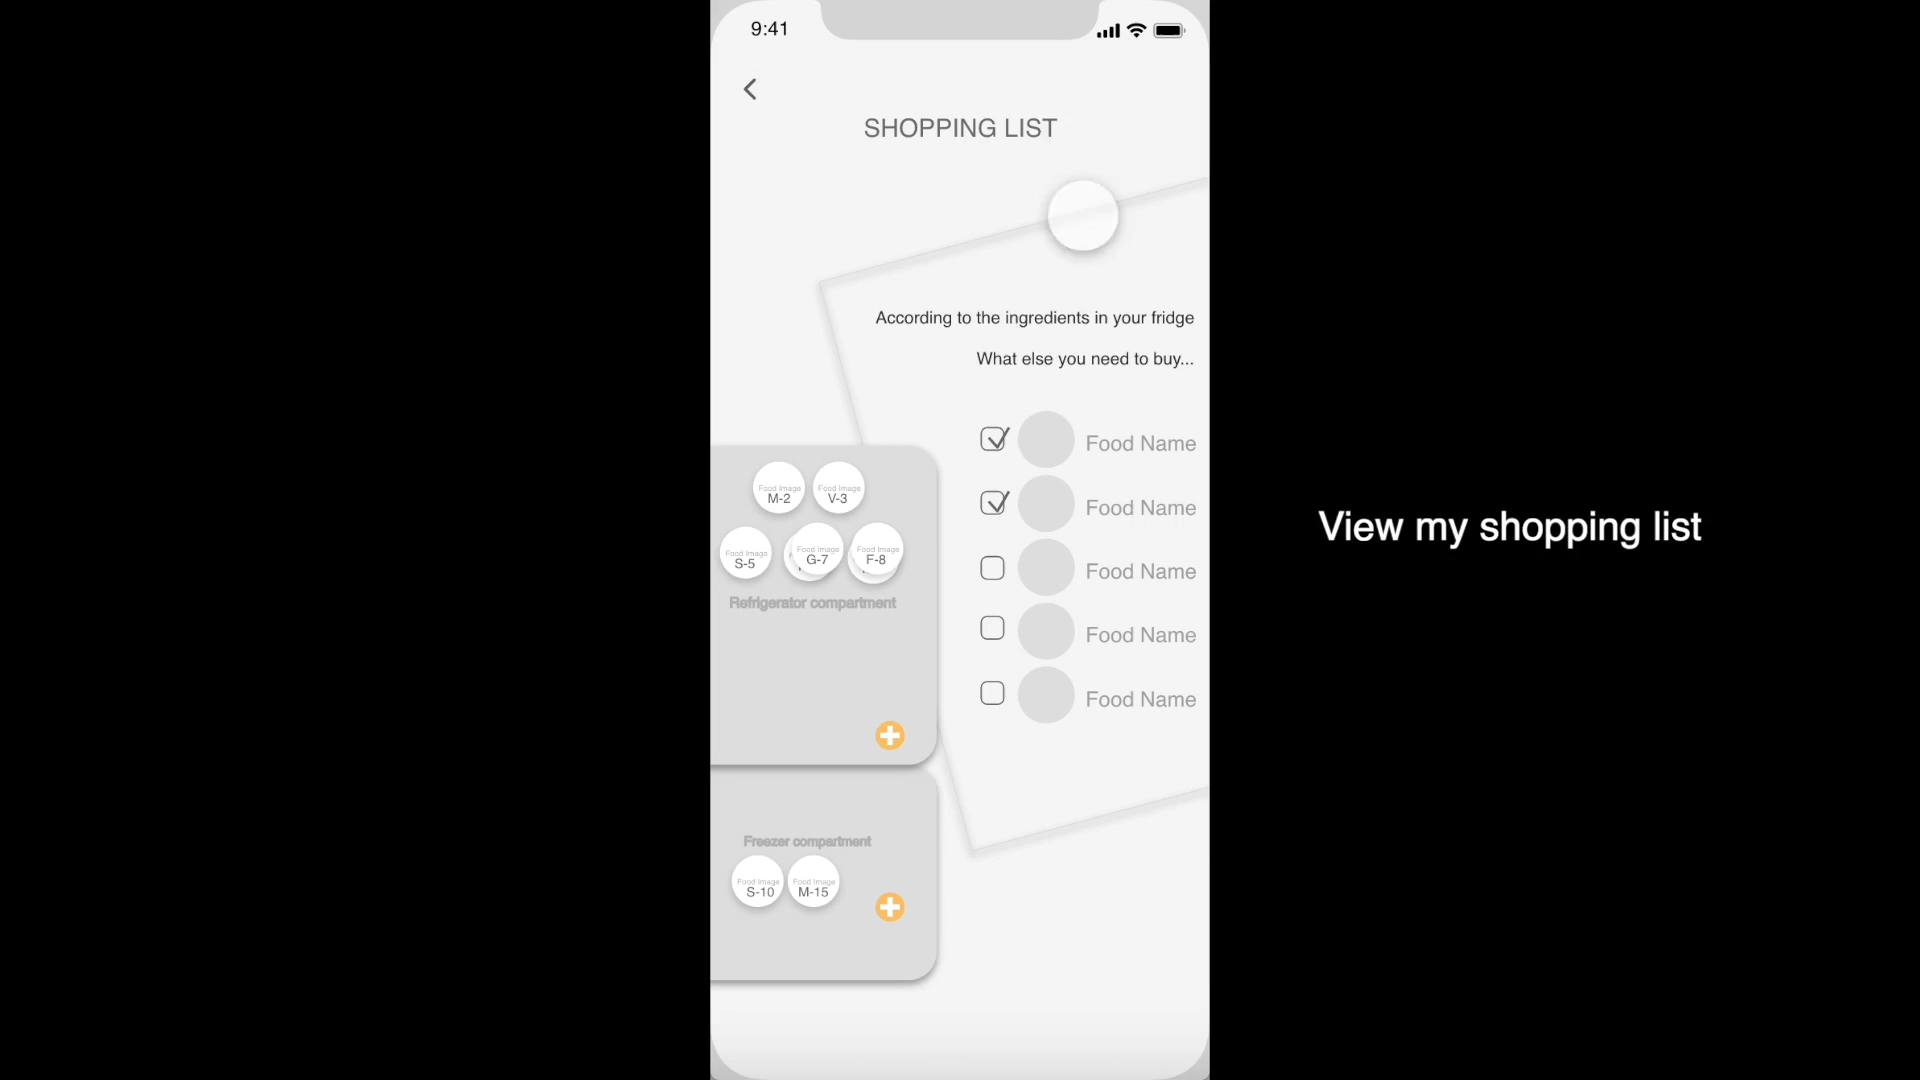 9:41
SHOPPING LIST
According to the ingredients in your fridge
What else you need to buy...
Food Name
Food Name
Food Name
Food Name
Food Name
Food Image
M-2
Food Image
V-3
Food Image
S-5
Food Image
G-7
Food Image
F-8
Refrigerator compartment
Freezer compartment
Food Image
S-10
Food Image
M-15
View my shopping list